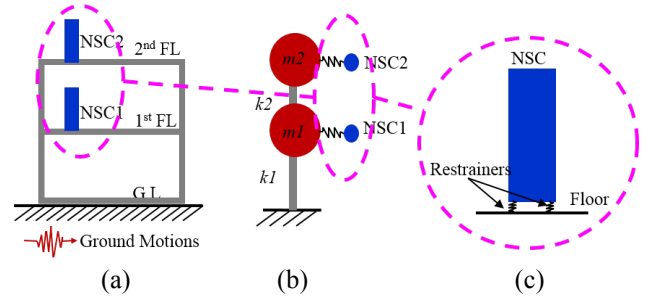 NSC2
2nd FL
NSC1
1st FL
G.L
Ground Motions
(a)
m2
NSC2
k2
m1
NSC1
k1
(b)
NSC
Restrainers
Floor
(c)